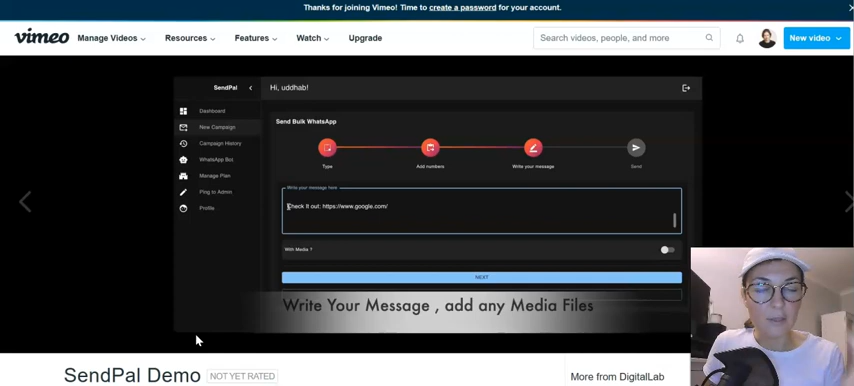 Thanks for joining Vimeo! Time to create a password for your account.
vimeo Manage Videos Resources Features Watch Upgrade Search videos, people, and more New video
SendPal Hi, uddhab!
Dashboard
New Campaign
Campaign History
WhatsApp Bot
Manage Plan
Ping to Admin
Profile
Send Bulk WhatsApp
Type Add numbers Write your message Send
Write your message here
Check it out: https://www.google.com/
With Media ?
NEXT
Write Your Message , add any Media Files
SendPal Demo NOT YET RATED
More from DigitalLab